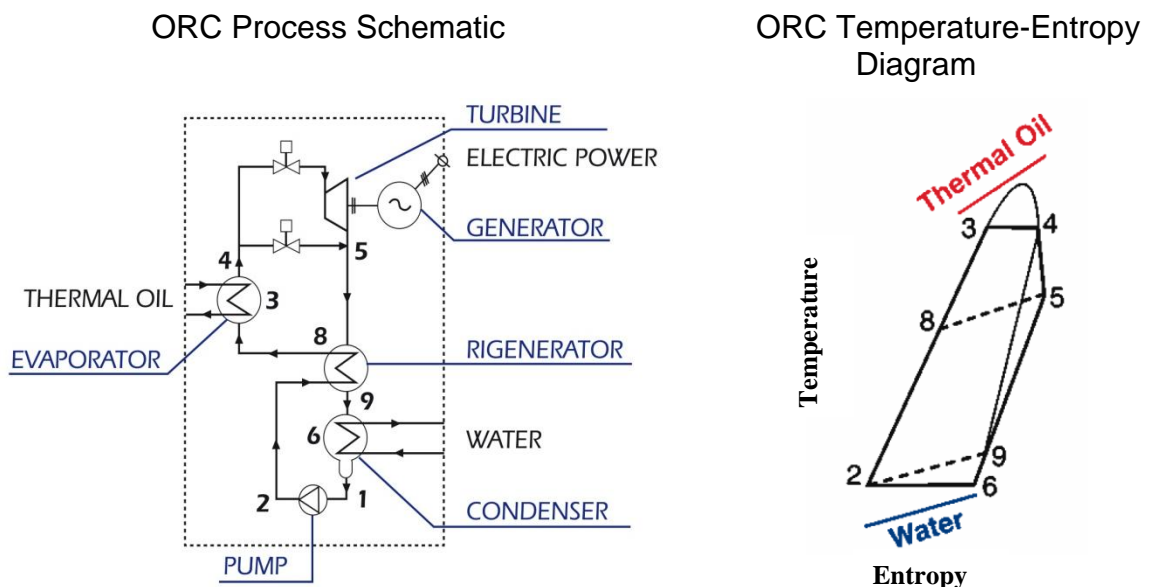 ORC Process Schematic
TURBINE
ELECTRIC POWER
GENERATOR
5
4
THERMAL OIL
3
EVAPORATOR
8
RIGENERATOR
9
6
WATER
2
1
CONDENSER
PUMP
ORC Temperature-Entropy
Diagram
Thermal Oil
3
4
Temperature
5
8
9
2
6
Water
Entropy